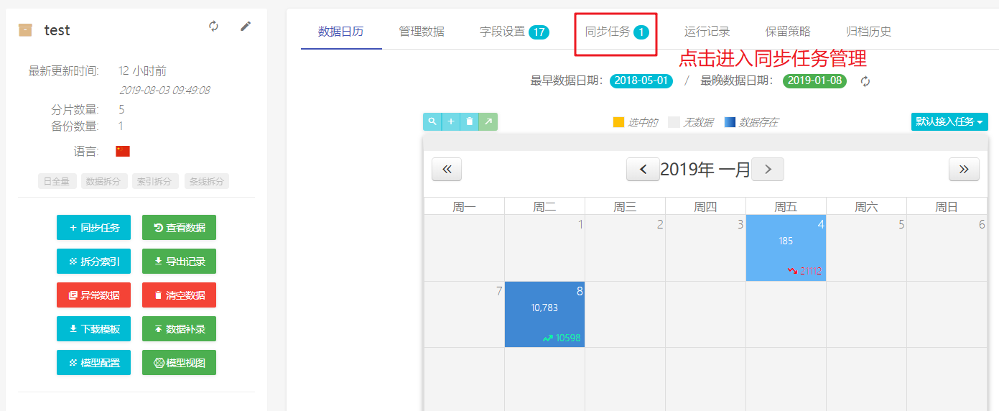 test
最新更新时间: 12 小时前
2019-08-03 09:49:08
分片数量: 5
备份数量: 1
语言:
日全量 数据拆分 索引拆分 条线拆分
+ 同步任务 查看数据
拆分索引 导出记录
异常数据 清空数据
下载模板 数据补录
模型配置 模型视图
数据日历 管理数据 字段设置 17 同步任务 1 运行记录 保留策略 归档历史
点击进入同步任务管理
最早数据日期: 2018-05-01 / 最晚数据日期: 2019-01-08
选中的 无数据 数据存在 默认接入任务
« < 2019年 一月 > »
周一 周二 周三 周四 周五 周六 周日
1 2 3 4 5 6
185
21112
7 8
10,783
10598